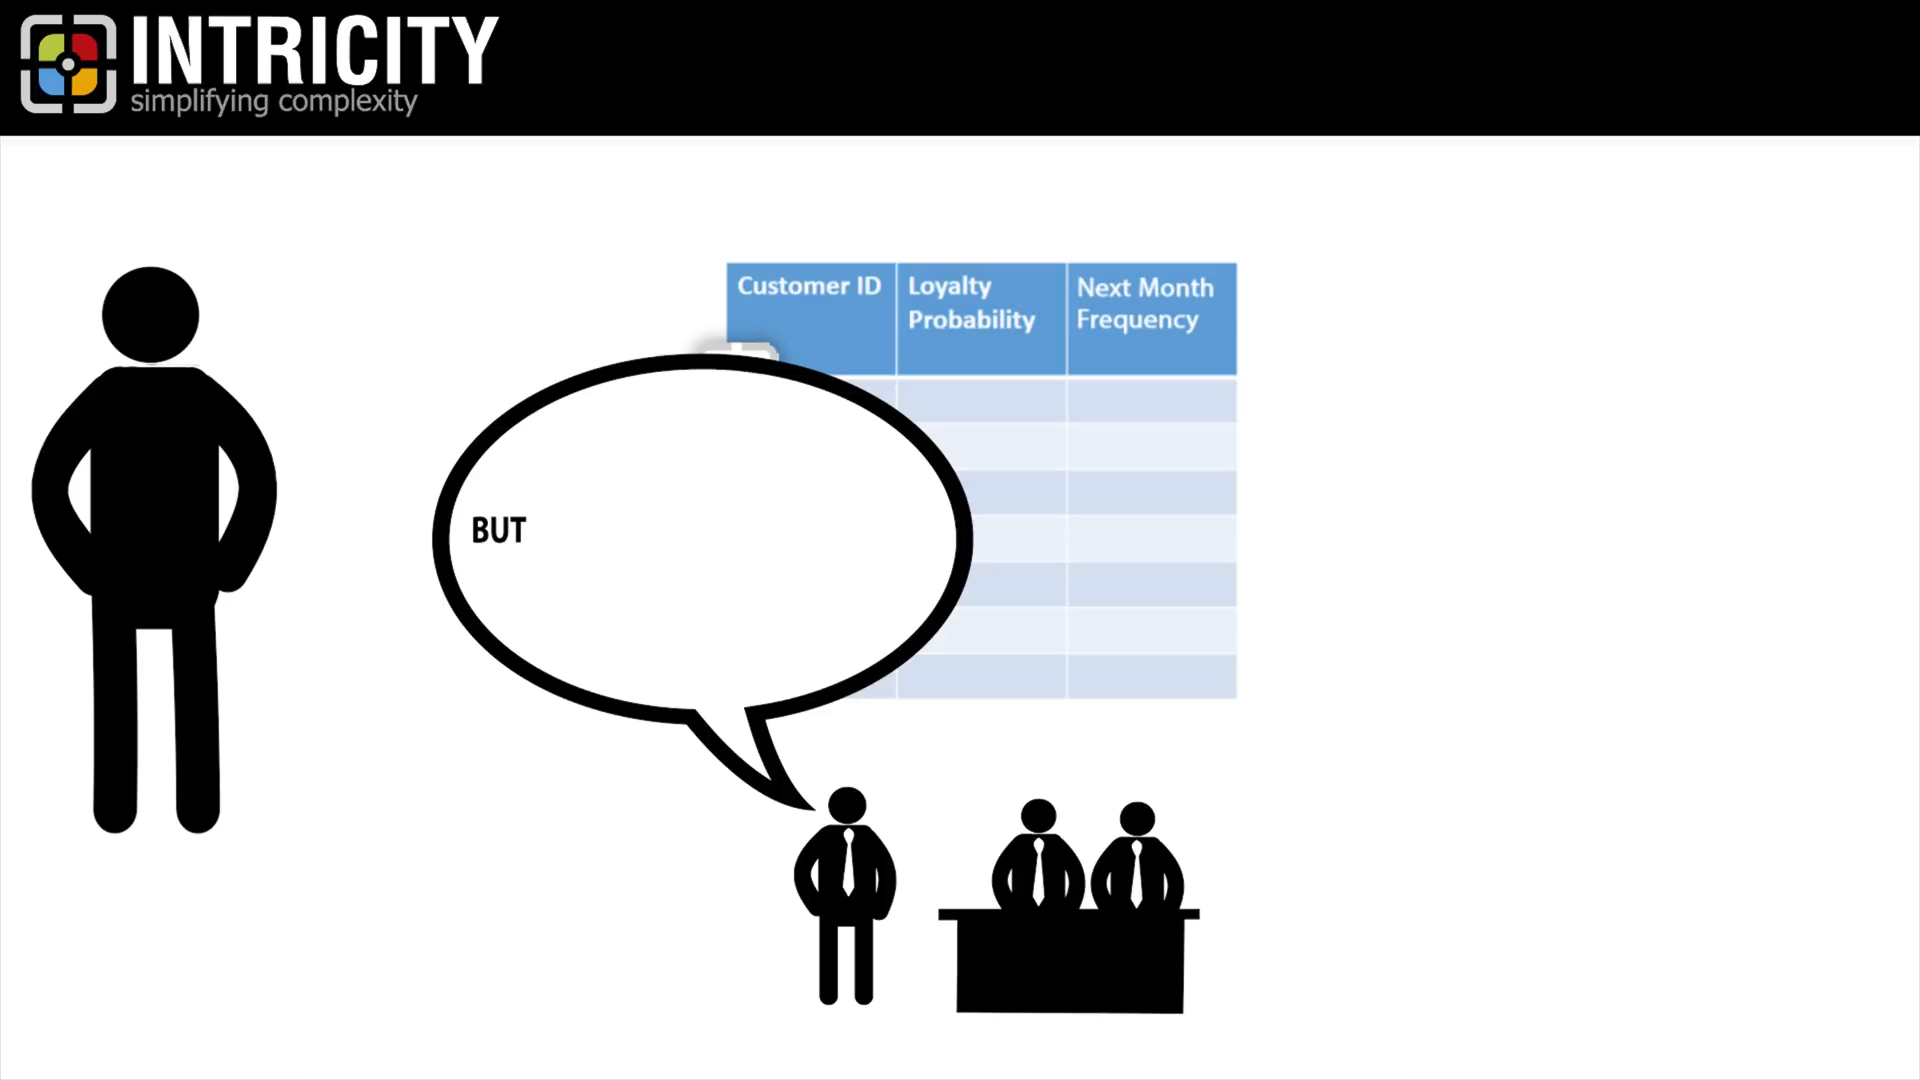 INTRICITY
simplifying complexity
Customer ID
Loyalty
Probability
Next Month
Frequency
BUT